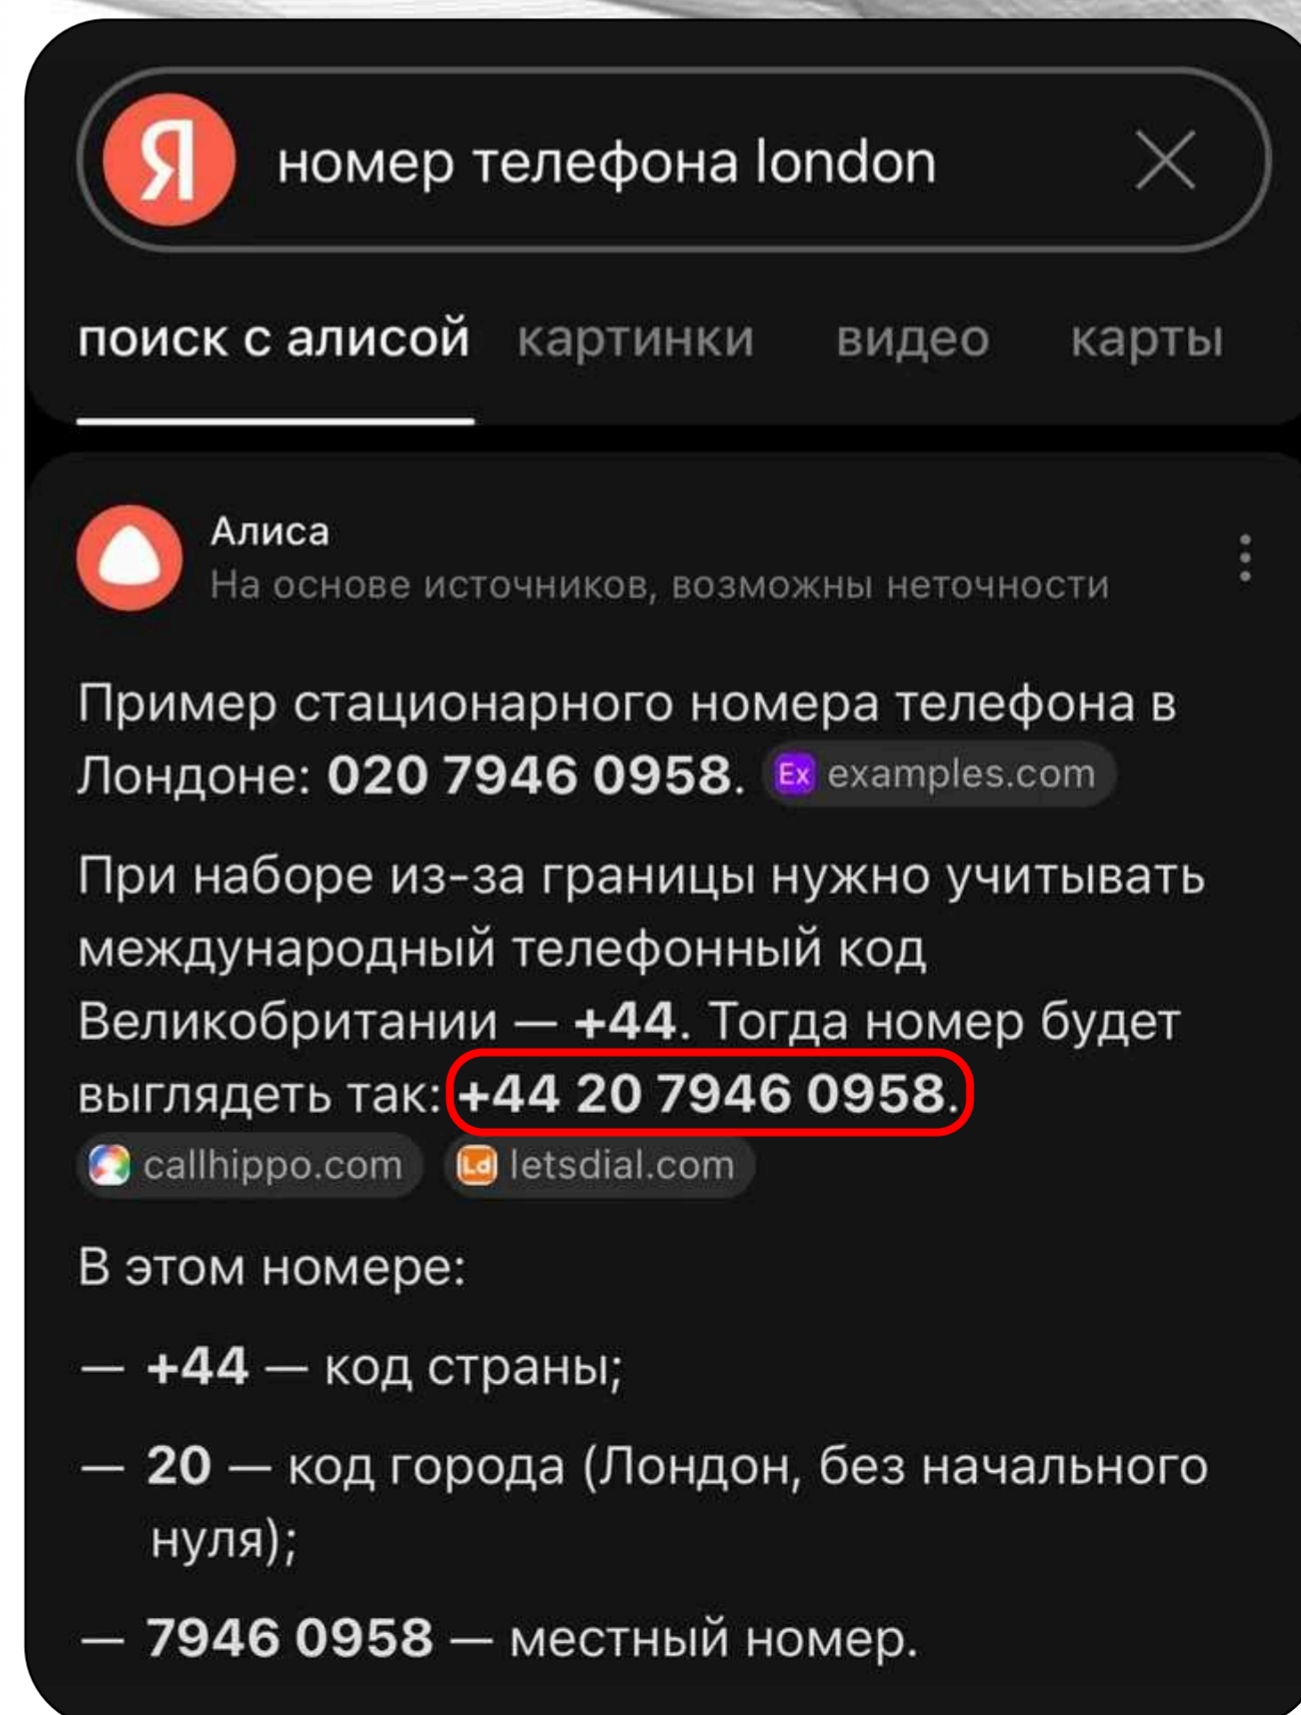 Я номер телефона london
поиск с алисой картинки видео карты
Алиса
На основе источников, возможны неточности
Пример стационарного номера телефона в
Лондоне: 020 7946 0958. Ex examples.com
При наборе из-за границы нужно учитывать
международный телефонный код
Великобритании — +44. Тогда номер будет
выглядеть так: +44 20 7946 0958.
callhippo.com Ld letsdial.com
В этом номере:
— +44 — код страны;
— 20 — код города (Лондон, без начального
нуля);
— 7946 0958 — местный номер.